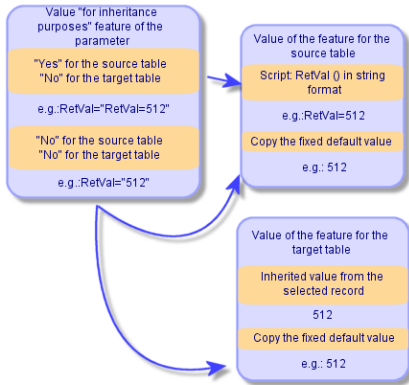 Value "for inheritance
purposes" feature of the
parameter
"Yes" for the source table
"No" for the target table
e.g.:RetVal="RetVal=512"
"No" for the source table
"No" for the target table
e.g.:RetVal="512"
Value of the feature for the
source table
Script: RetVal () in string
format
e.g.:RetVal=512
Copy the fixed default value
e.g.: 512
Value of the feature for the
target table
Inherited value from the
selected record
512
Copy the fixed default value
e.g.: 512